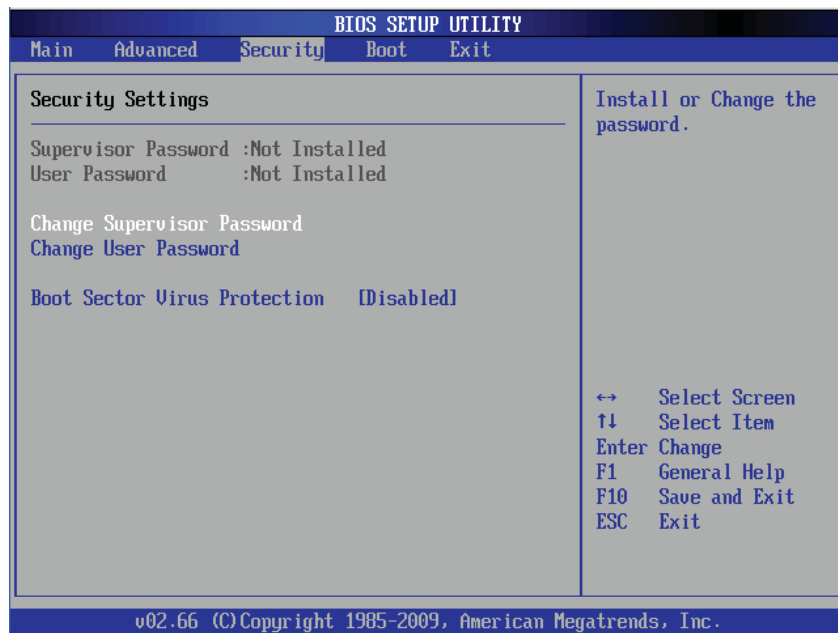 BIOS SETUP UTILITY
Main Advanced Security Boot Exit
Security Settings
Supervisor Password :Not Installed
User Password :Not Installed
Change Supervisor Password
Change User Password
Boot Sector Virus Protection [Disabled]
Install or Change the
password.
←→ Select Screen
↑↓ Select Item
Enter Change
F1 General Help
F10 Save and Exit
ESC Exit
v02.66 (C)Copyright 1985-2009, American Megatrends, Inc.